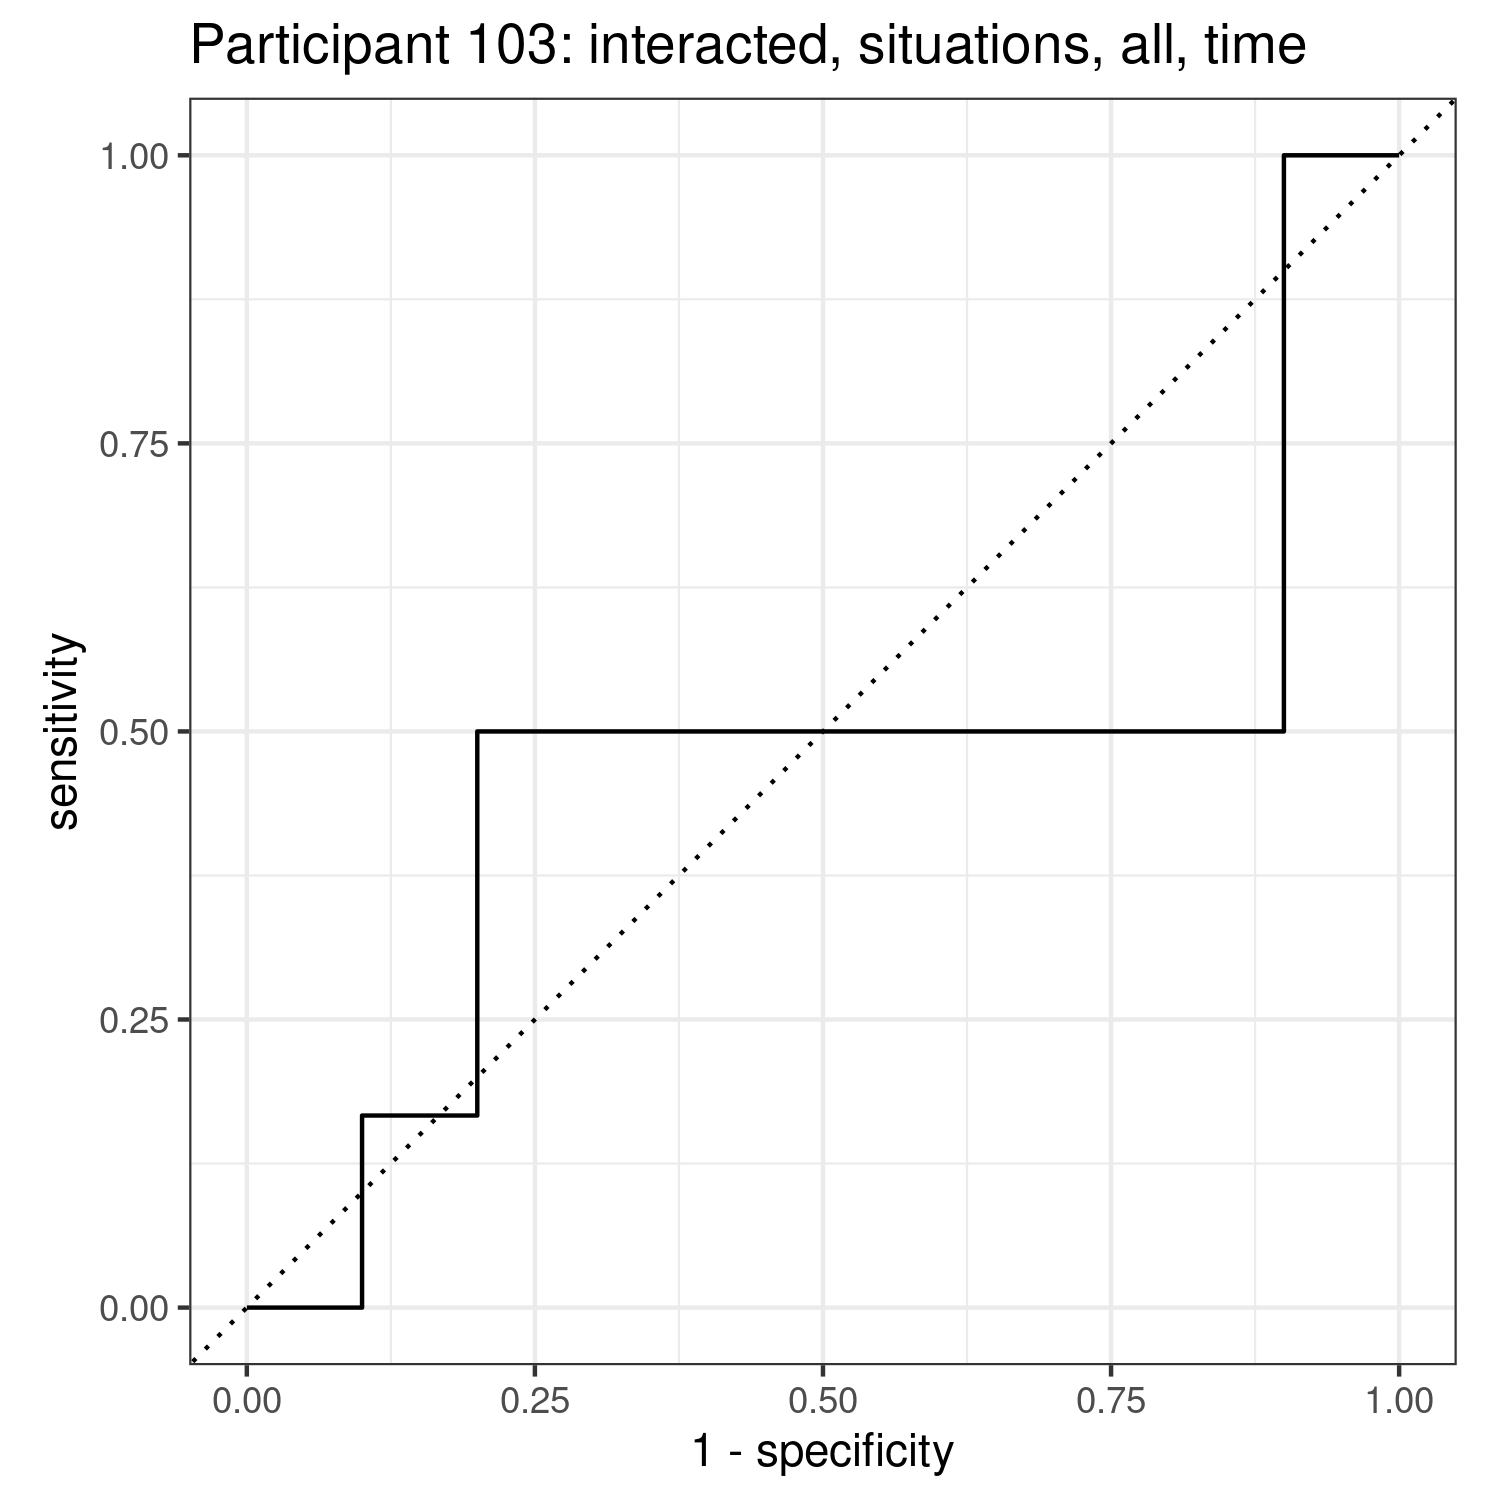 Participant 103: interacted, situations, all, time
1.00
0.75
0.50
0.25
0.00
sensitivity
0.00 0.25 0.50 0.75 1.00
1 - specificity